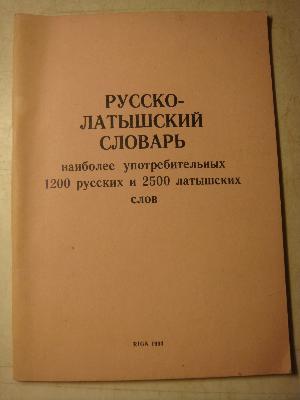 РУССКО-
ЛАТЫШСКИЙ
СЛОВАРЬ
наиболее употребительных
1200 русских и 2500 латышских
слов
RIGA